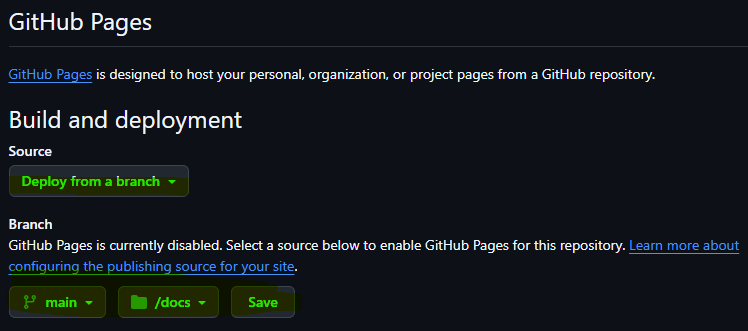 GitHub Pages
GitHub Pages is designed to host your personal, organization, or project pages from a GitHub repository.
Build and deployment
Source
Deploy from a branch
Branch
GitHub Pages is currently disabled. Select a source below to enable GitHub Pages for this repository. Learn more about
configuring the publishing source for your site.
main /docs Save